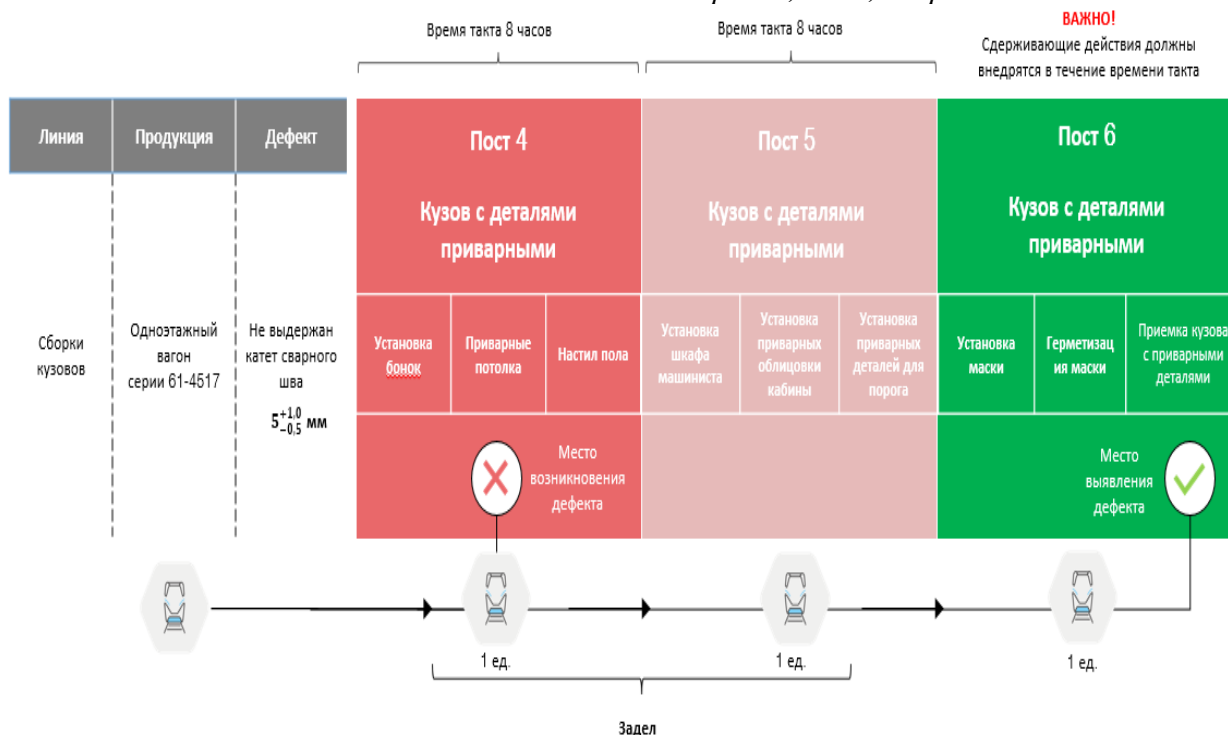 Время такта 8 часов
Время такта 8 часов
ВАЖНО!
Сдерживающие действия должны
внедрятся в течение времени такта
Линия
Продукция
Дефект
Пост 4
Кузов с деталями
приварными
Пост 5
Кузов с деталями
приварными
Пост 6
Кузов с деталями
приварными
Сборки
кузовов
Одноэтажный
вагон
серии 61-4517
Не выдержан
катет сварного
шва
5 +1,0 −0,5 мм
Установка
бонок
Приварные
потолка
Настил пола
Установка
шкафа
машиниста
Установка
приварных
облицовки
кабины
Установка
приварных
деталей для
порога
Установка
маски
Герметизац
ия маски
Приемка кузова
с приварными
деталями
Место
возникновения
дефекта
Место
выявления
дефекта
1 ед.
1 ед.
1 ед.
Задел